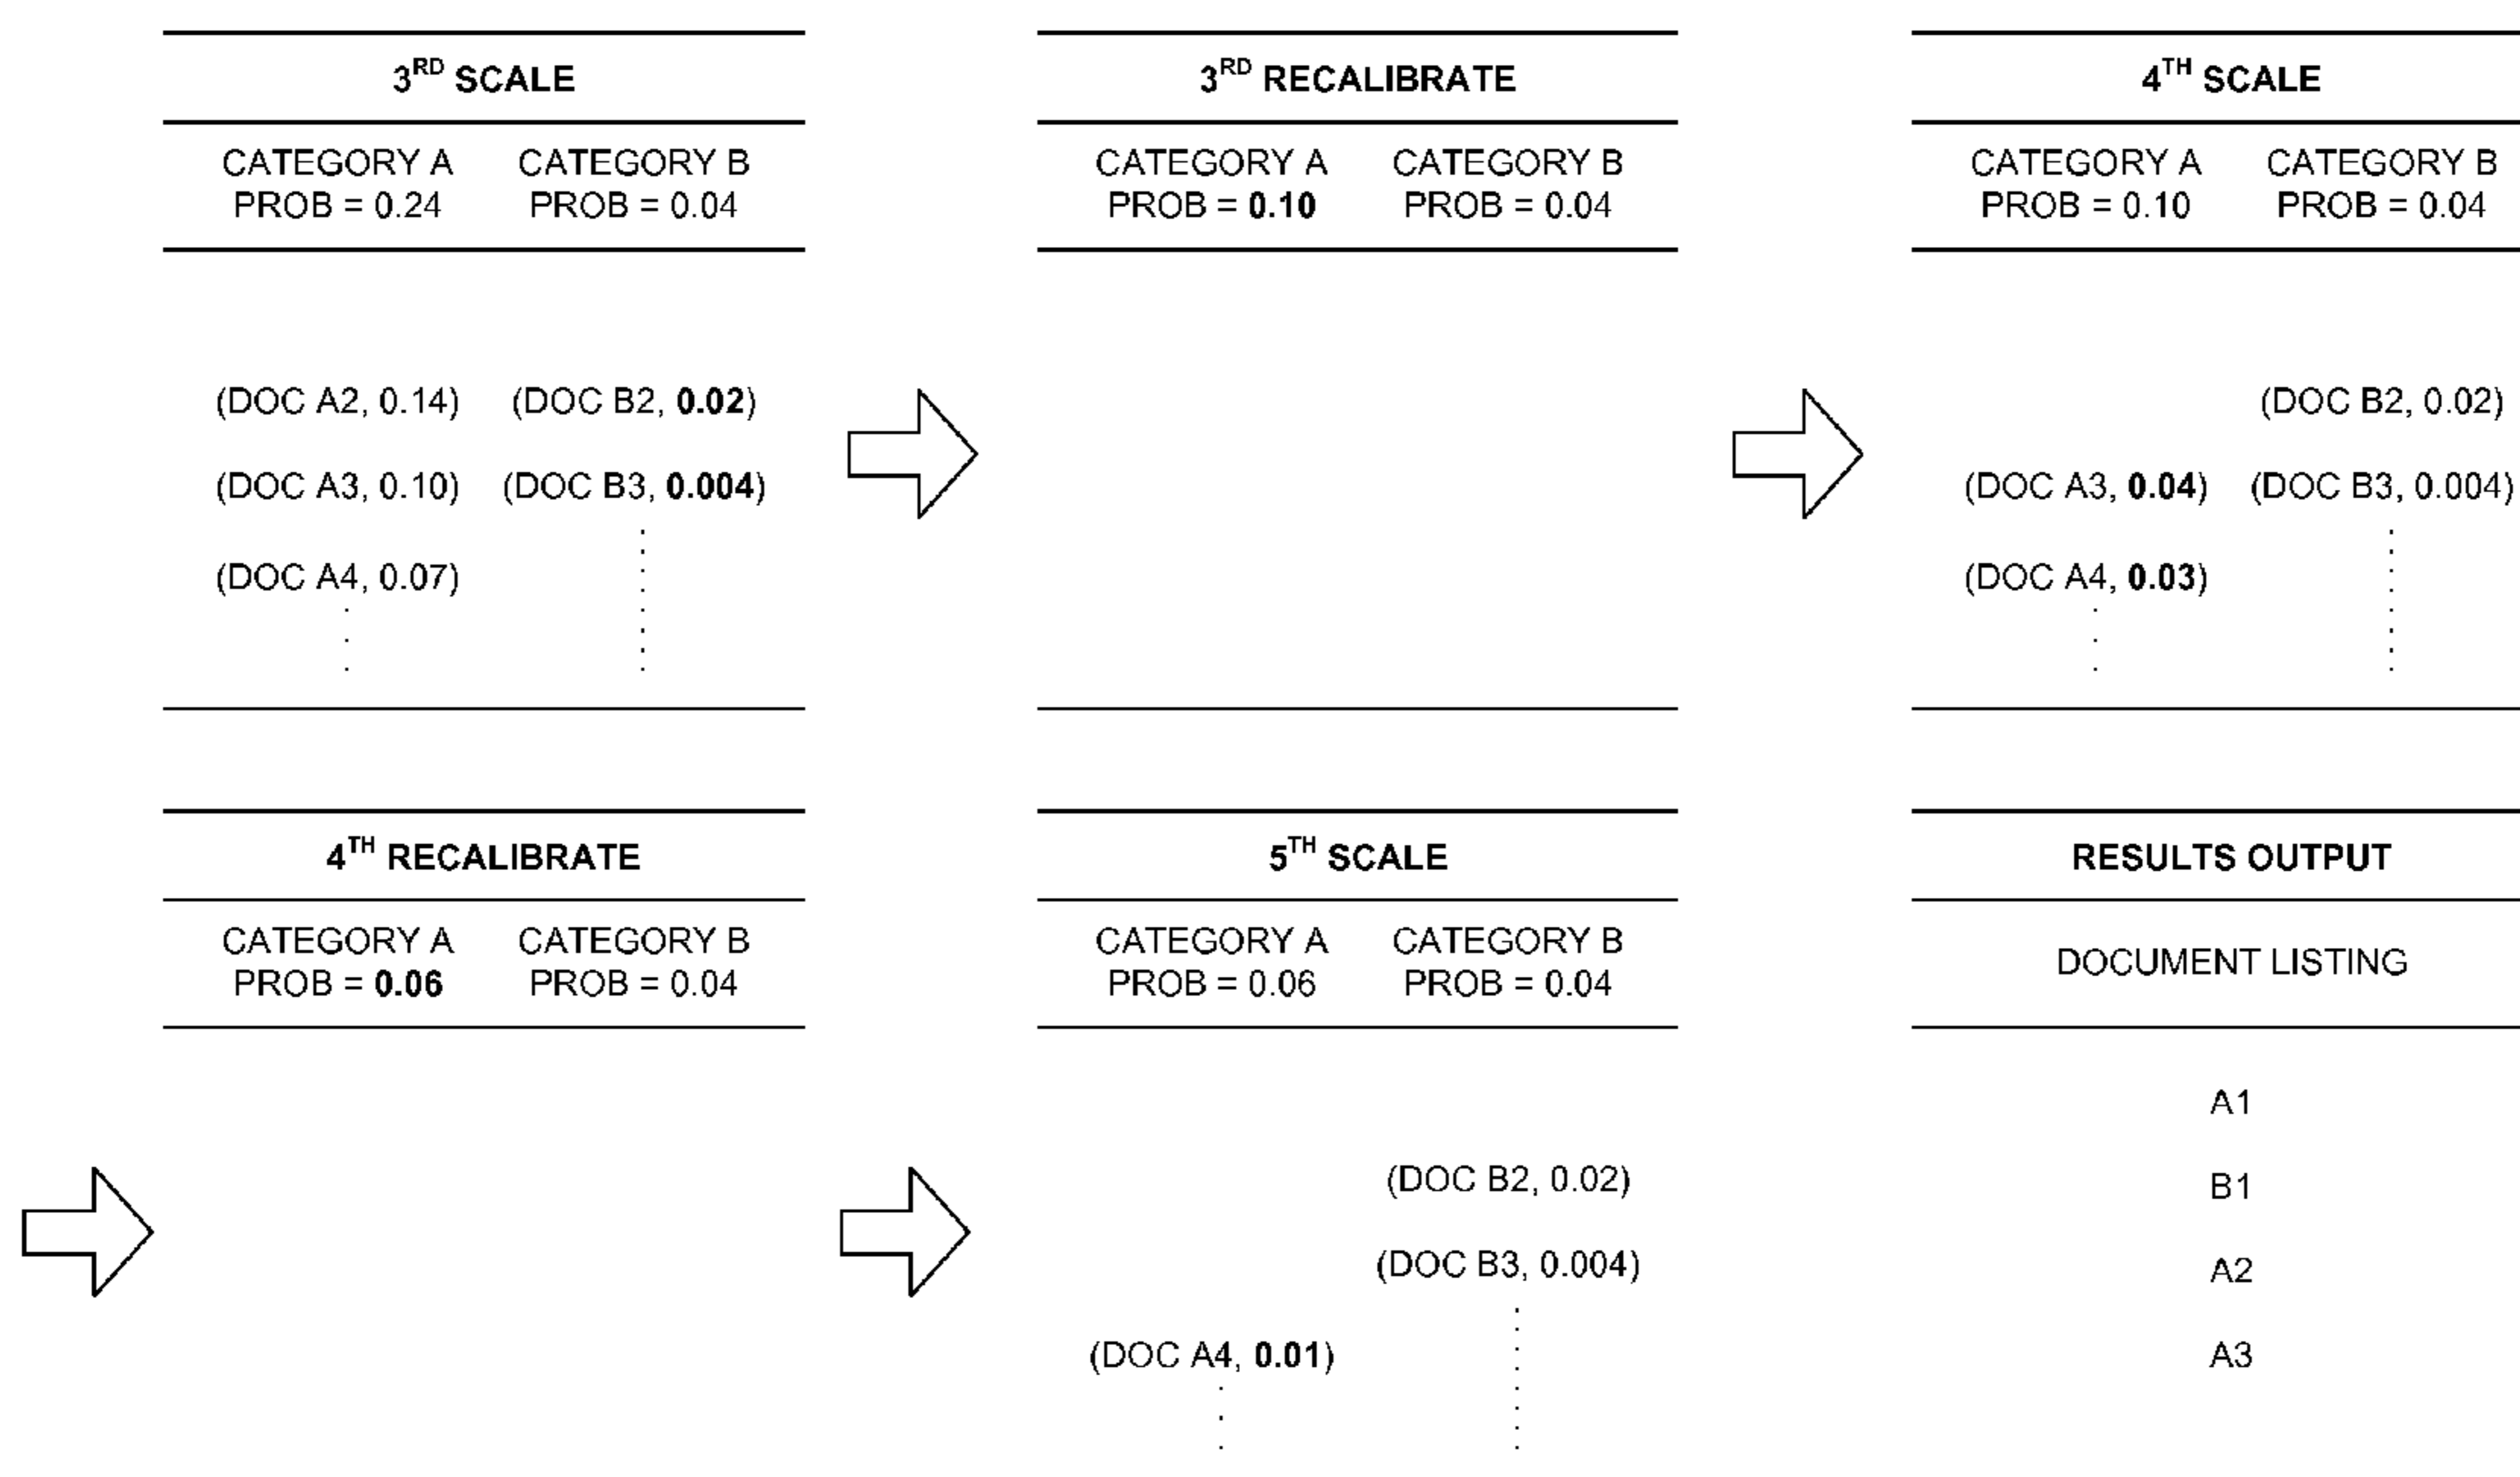 3RD SCALE
CATEGORY A CATEGORY B
PROB = 0.24 PROB = 0.04
(DOC A2, 0.14) (DOC B2, 0.02)
(DOC A3, 0.10) (DOC B3, 0.004)
(DOC A4, 0.07)
3RD RECALIBRATE
CATEGORY A CATEGORY B
PROB = 0.10 PROB = 0.04
4TH SCALE
CATEGORY A CATEGORY B
PROB = 0.10 PROB = 0.04
(DOC B2, 0.02)
(DOC A3, 0.04) (DOC B3, 0.004)
(DOC A4, 0.03)
4TH RECALIBRATE
CATEGORY A CATEGORY B
PROB = 0.06 PROB = 0.04
5TH SCALE
CATEGORY A CATEGORY B
PROB = 0.06 PROB = 0.04
(DOC B2, 0.02)
(DOC B3, 0.004)
(DOC A4, 0.01)
RESULTS OUTPUT
DOCUMENT LISTING
A1
B1
A2
A3